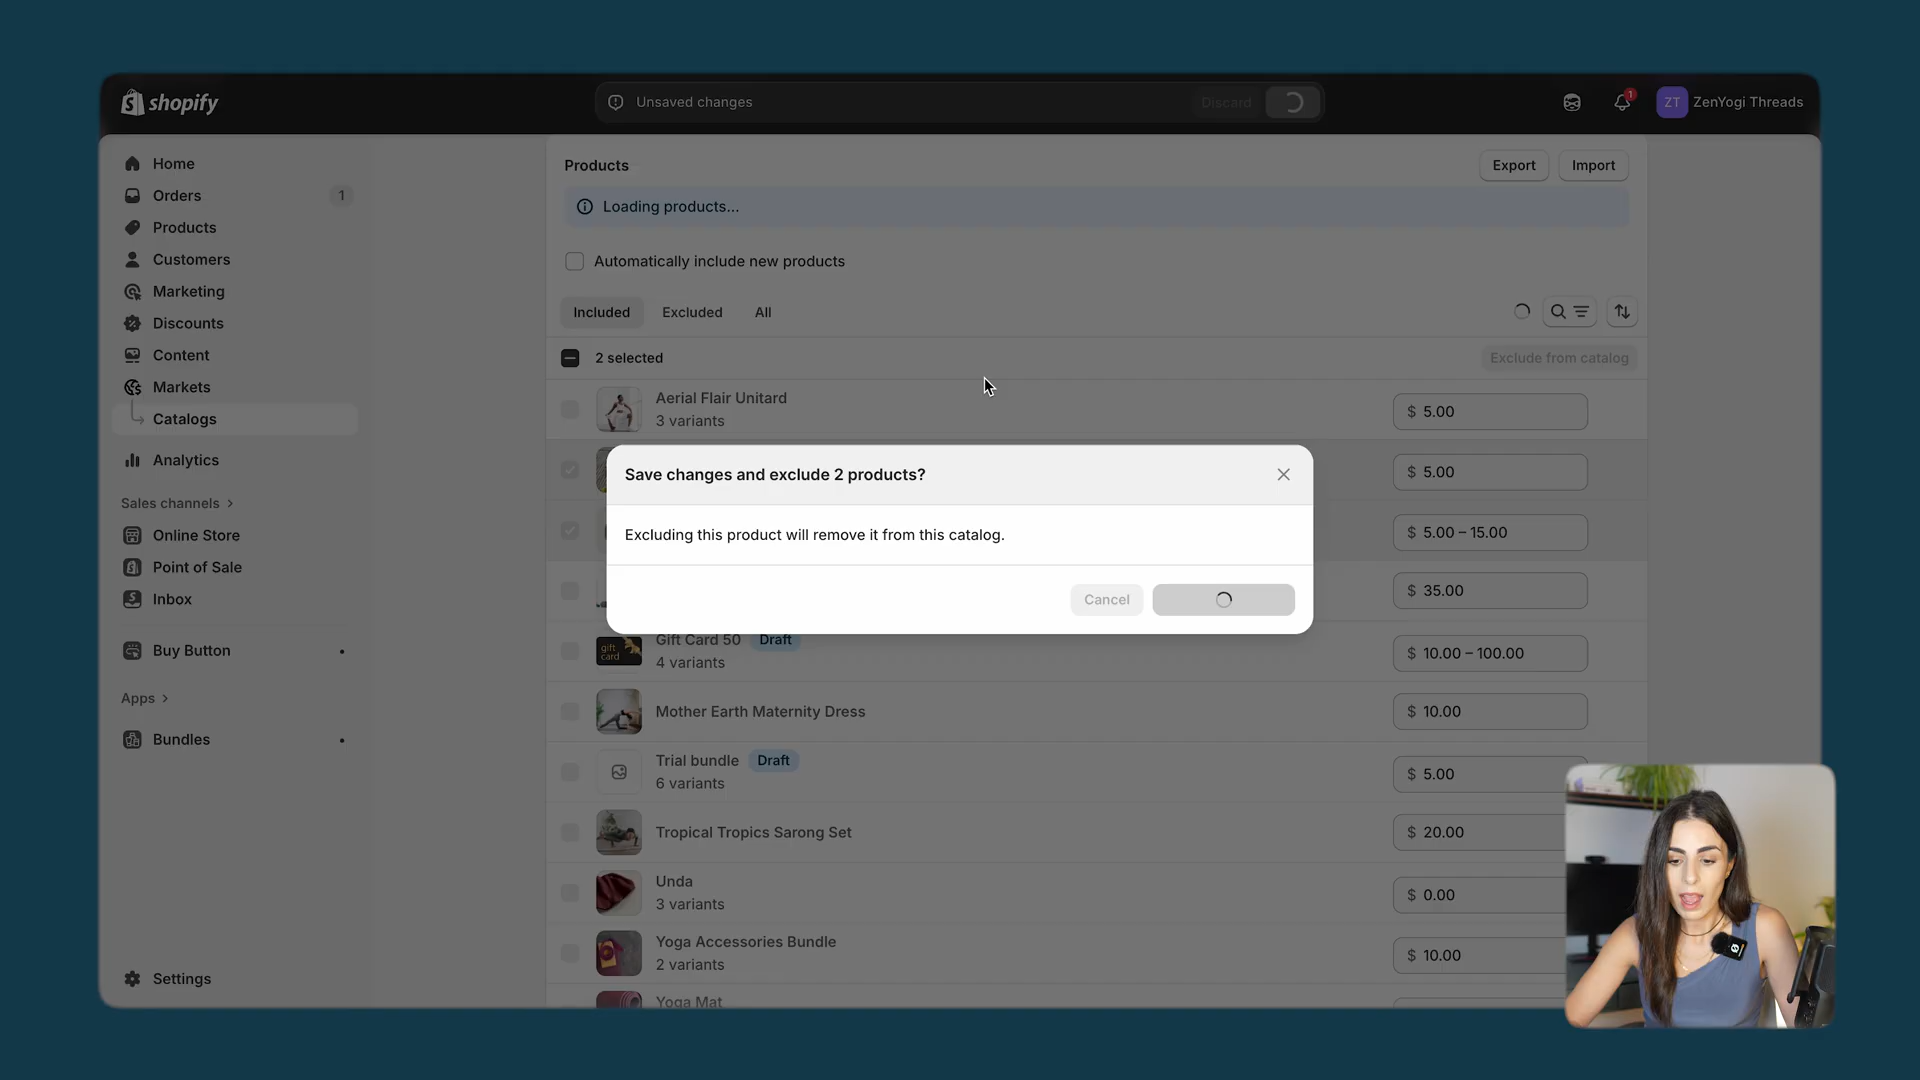 shopify
Unsaved changes
Discard
1
ZT
ZenYogi Threads
Home
Orders
1
Products
Customers
Marketing
Discounts
Content
Markets
Catalogs
Analytics
Sales channels
Online Store
Point of Sale
Inbox
Buy Button
Apps
Bundles
Settings
Products
Export
Import
Loading products...
Automatically include new products
Included
Excluded
All
2 selected
Exclude from catalog
Aerial Flair Unitard
3 variants
$ 5.00
$ 5.00
$ 5.00 – 15.00
$ 35.00
Save changes and exclude 2 products?
Excluding this product will remove it from this catalog.
Cancel
gift
card
Gift Card 50
Draft
4 variants
$ 10.00 – 100.00
Mother Earth Maternity Dress
$ 10.00
Trial bundle
Draft
6 variants
$ 5.00
Tropical Tropics Sarong Set
$ 20.00
Unda
3 variants
$ 0.00
Yoga Accessories Bundle
2 variants
$ 10.00
Yoga Mat